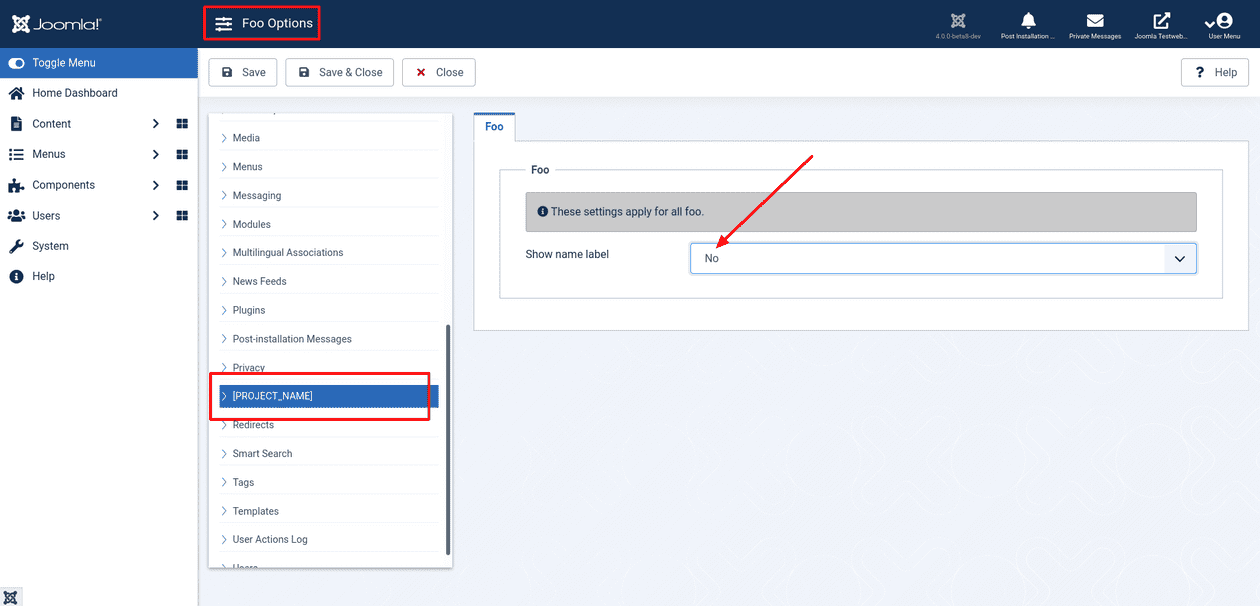 Joomla!®
Foo Options
4.0.0-beta8-dev
Post Installation ...
Private Messages
Joomla Testweb...
User Menu
Toggle Menu
Home Dashboard
Content
Menus
Components
Users
System
Help
Save
Save & Close
Close
? Help
Media
Menus
Messaging
Modules
Multilingual Associations
News Feeds
Plugins
Post-installation Messages
Privacy
[PROJECT_NAME]
Redirects
Smart Search
Tags
Templates
User Actions Log
Users
Foo
Foo
These settings apply for all foo.
Show name label
No